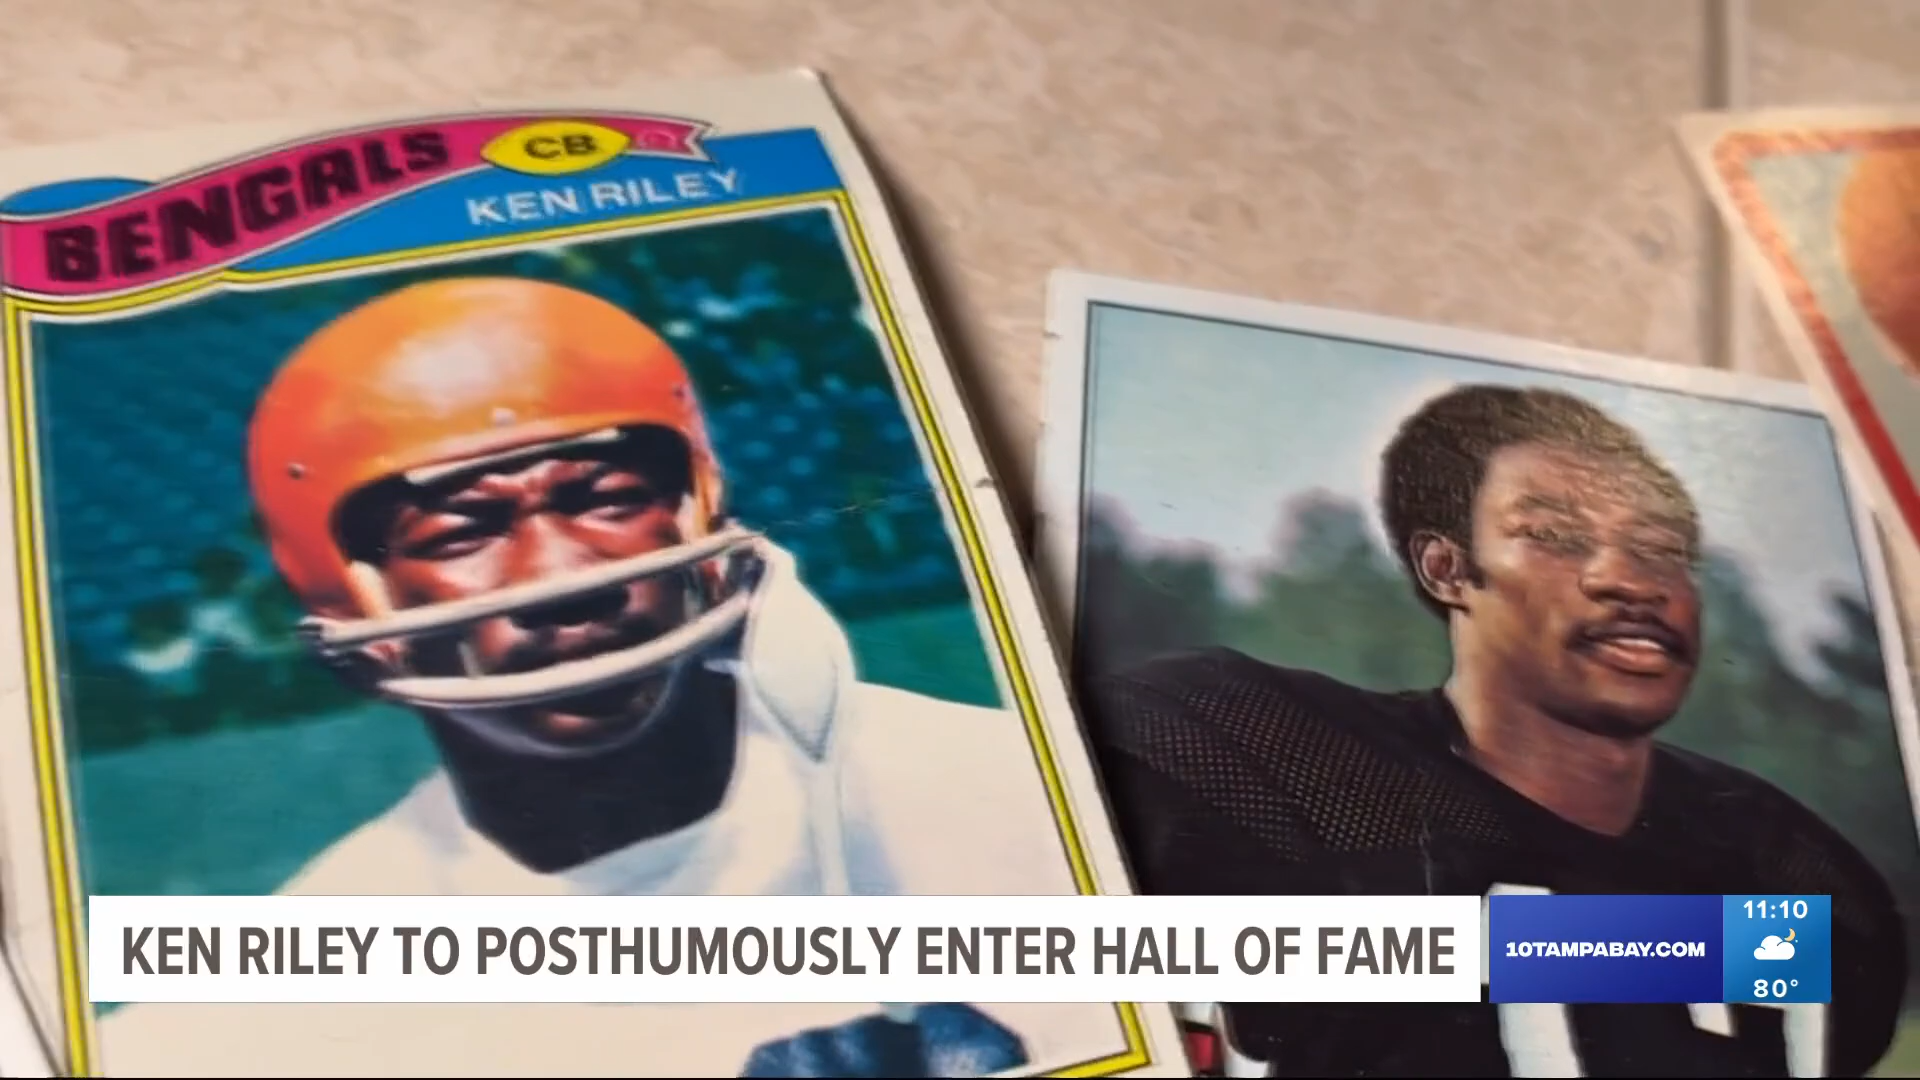 BENGALS
CB
KEN RILEY
KEN RILEY TO POSTHUMOUSLY ENTER HALL OF FAME
10TAMPABAY.COM
11:10
80°